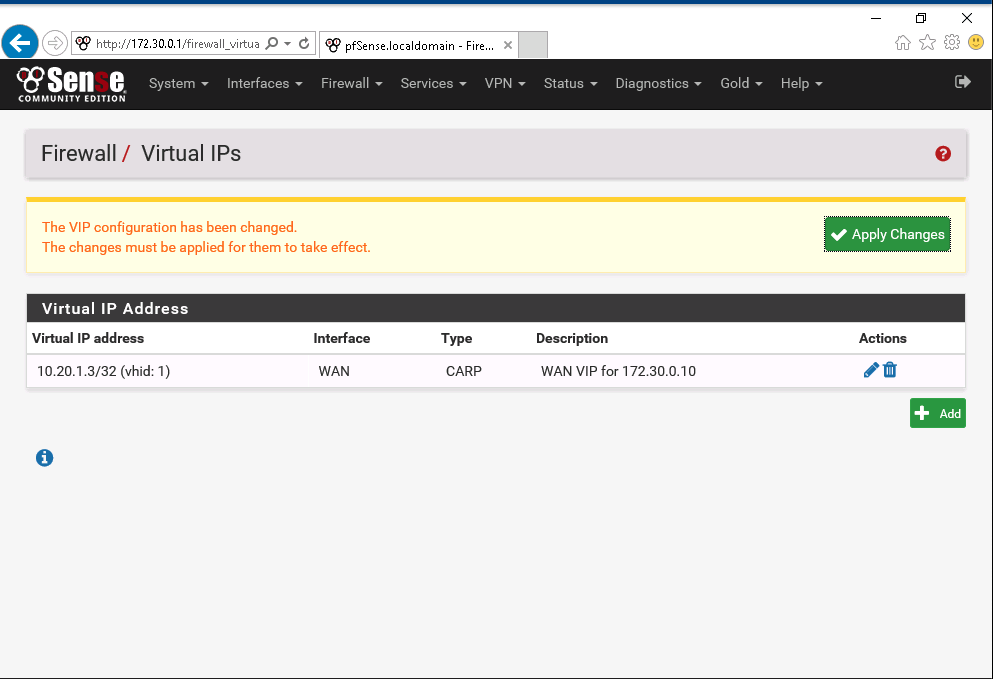 http://172.30.0.1/firewall_virtua
pfSense.localdomain - Fire...
Sense
COMMUNITY EDITION
System
Interfaces
Firewall
Services
VPN
Status
Diagnostics
Gold
Help
Firewall / Virtual IPs
The VIP configuration has been changed.
The changes must be applied for them to take effect.
Apply Changes
Virtual IP Address
Virtual IP address Interface Type Description Actions
10.20.1.3/32 (vhid: 1) WAN CARP WAN VIP for 172.30.0.10
Add